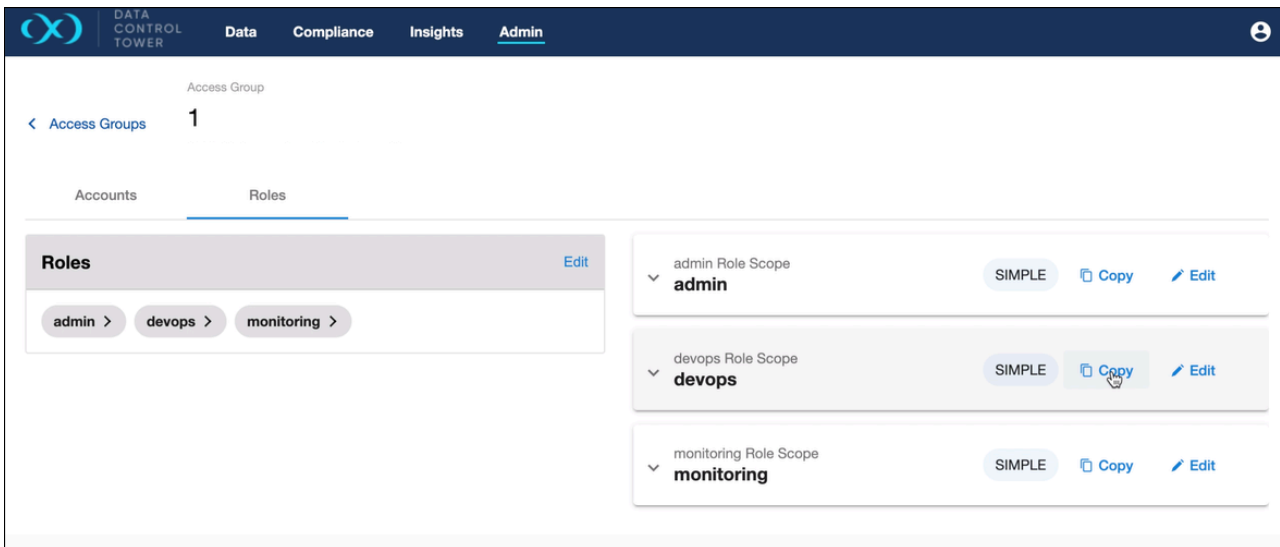 DATA
CONTROL
TOWER
Data Compliance Insights Admin
Access Group
Access Groups 1
Accounts Roles
Roles Edit
admin devops monitoring
admin Role Scope
admin SIMPLE Copy Edit
devops Role Scope
devops SIMPLE Copy Edit
monitoring Role Scope
monitoring SIMPLE Copy Edit